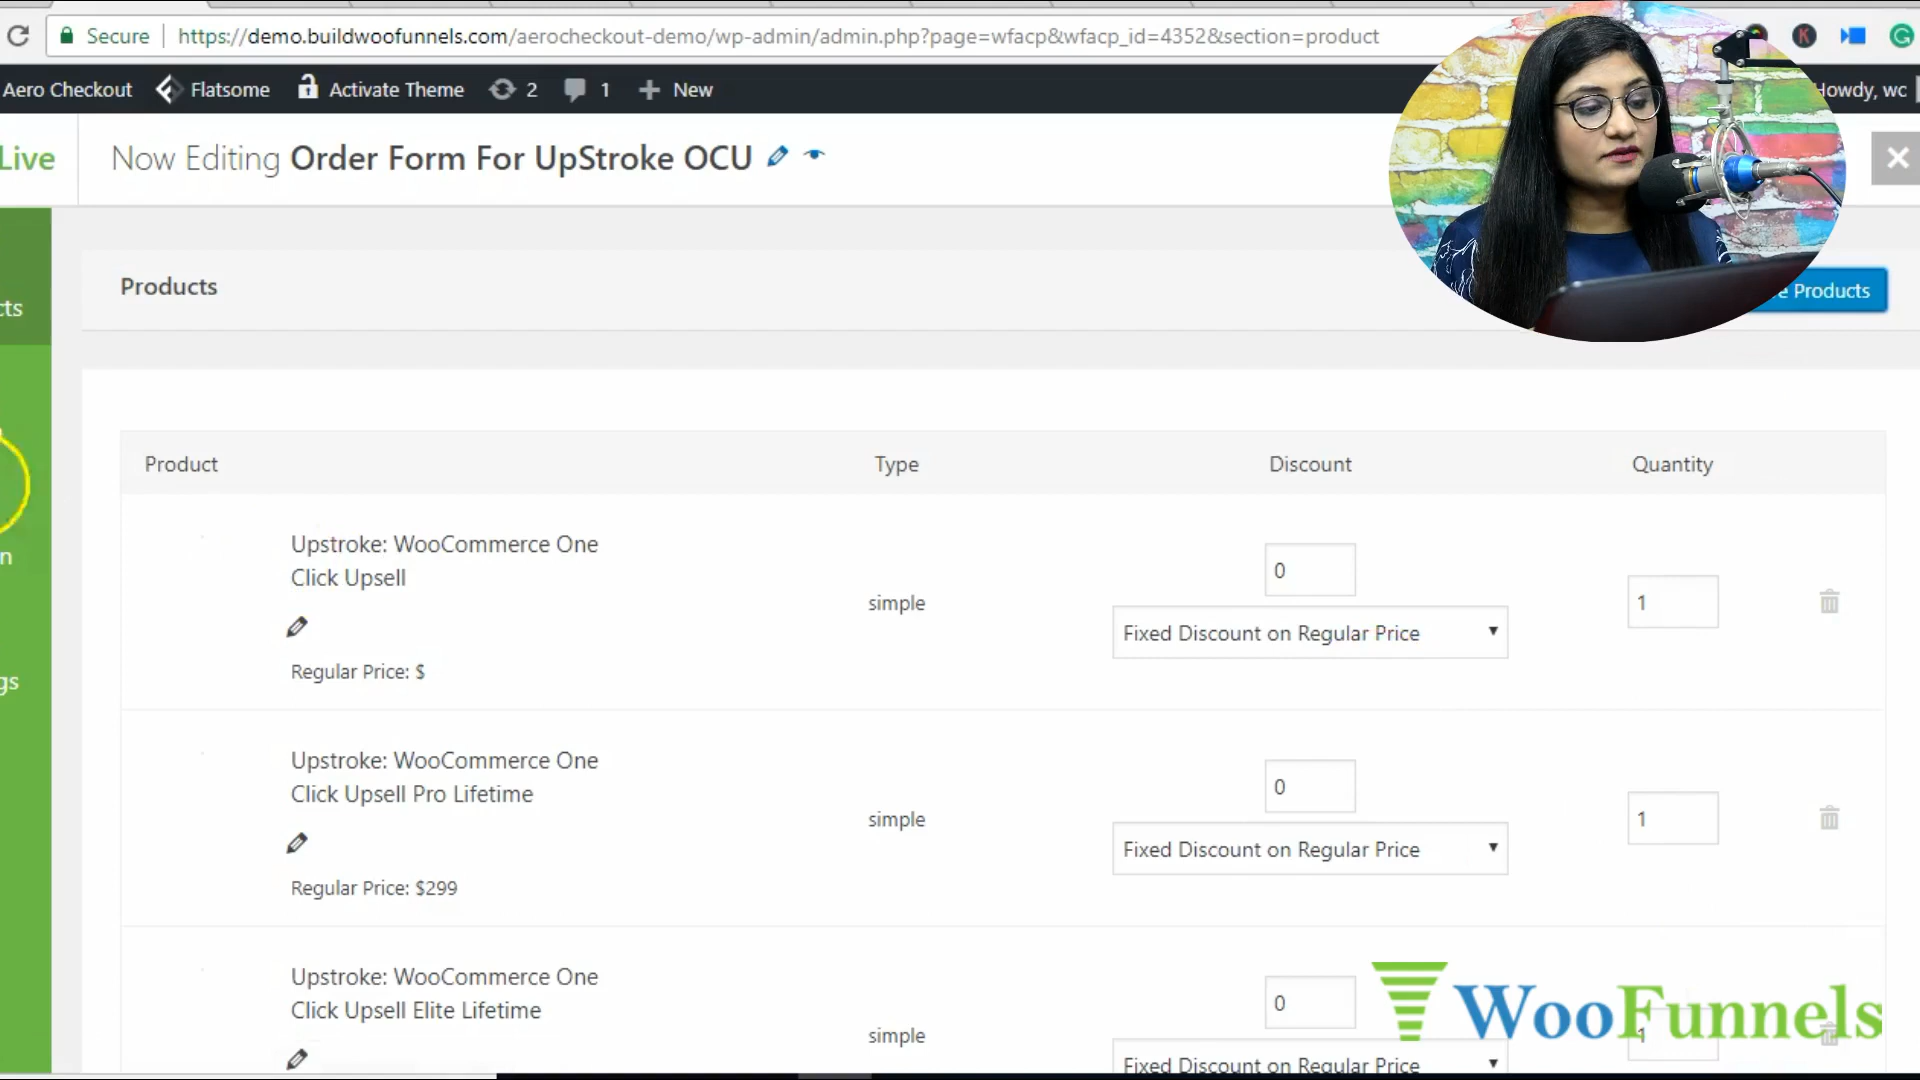 Secure https://demo.buildwoofunnels.com/aerocheckout-demo/wp-admin/admin.php?page=wfacp&wfacp_id=4352&section=product
K
G
Aero Checkout Flatsome Activate Theme 2 1 New Howdy, wc
Live Now Editing Order Form For UpStroke OCU
Products
Products
cts
Product Type Discount Quantity
Upstroke: WooCommerce One
Click Upsell
Regular Price: $
simple
0
Fixed Discount on Regular Price
1
n
gs
Upstroke: WooCommerce One
Click Upsell Pro Lifetime
Regular Price: $299
simple
0
Fixed Discount on Regular Price
1
Upstroke: WooCommerce One
Click Upsell Elite Lifetime
simple
0
Fixed Discount on Regular Price
1
WooFunnels